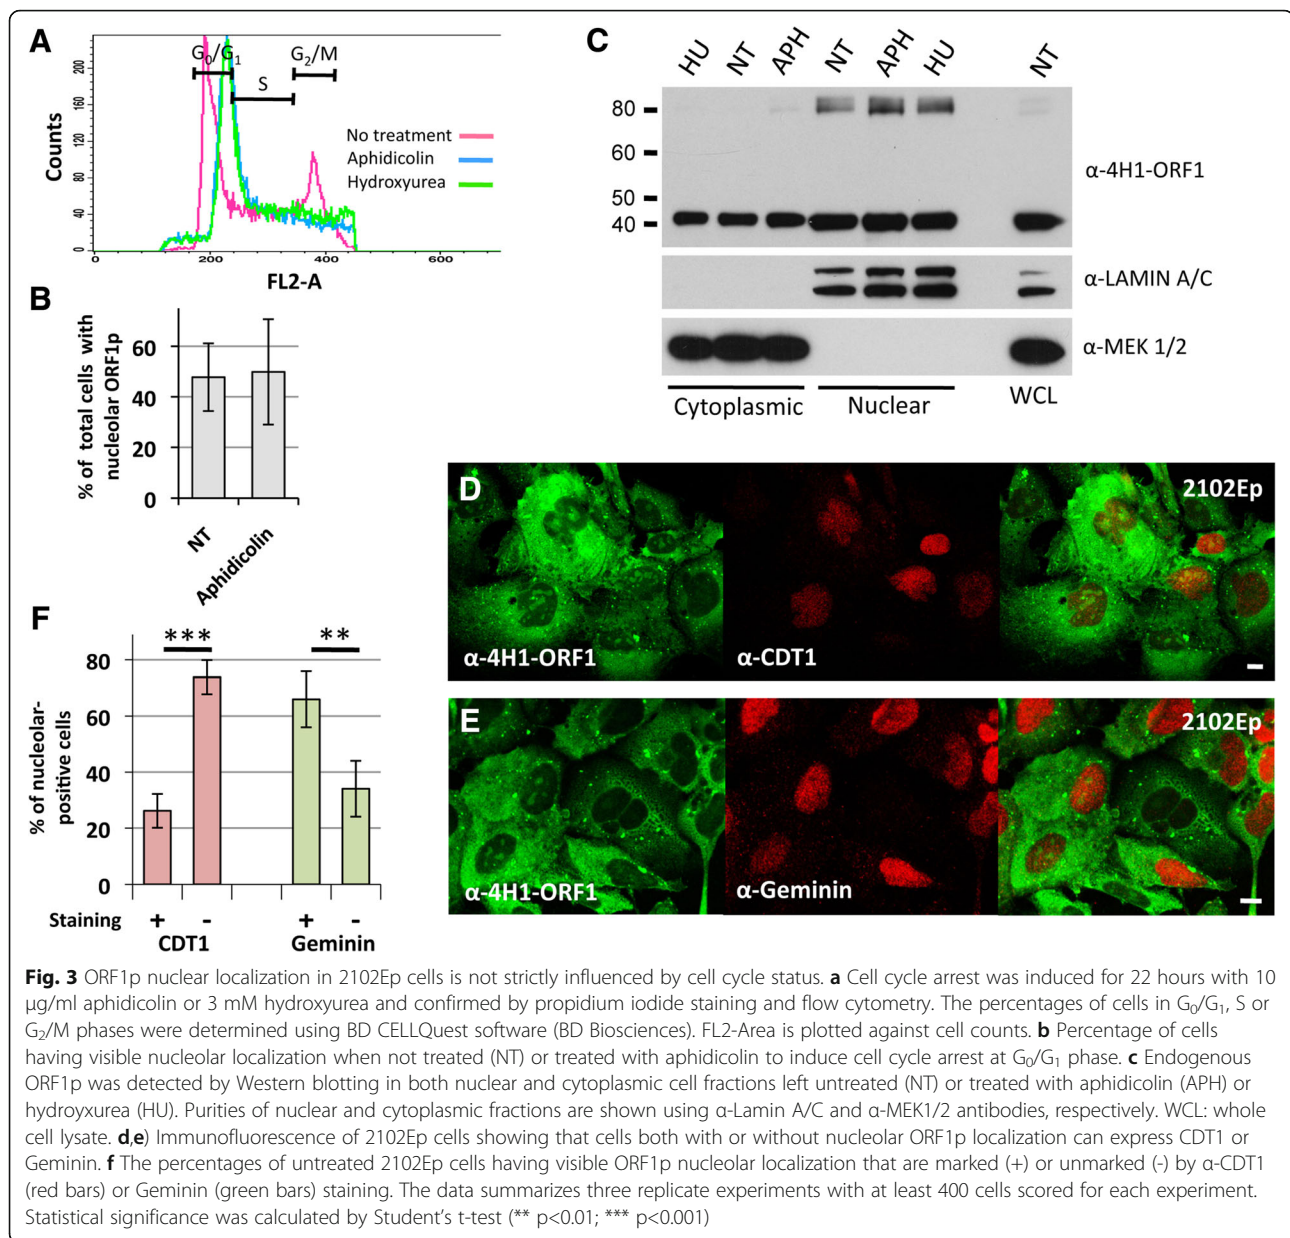 A
G0/G1
G2/M
S
No treatment
Aphidicolin
Hydroxyurea
Counts
200
160
120
80
40
0
0
200
400
600
FL2-A
B
% of total cells with
nucleolar ORF1p
60
40
20
0
NT
Aphidicolin
C
HU
NT
APH
NT
APH
HU
NT
80
60
50
40
α-4H1-ORF1
α-LAMIN A/C
α-MEK 1/2
Cytoplasmic
Nuclear
WCL
D
2102Ep
α-4H1-ORF1
α-CDT1
E
2102Ep
α-4H1-ORF1
α-Geminin
F
***
**
% of nucleolar-
positive cells
80
60
40
20
0
Staining
+
-
+
-
CDT1
Geminin
Fig. 3 ORF1p nuclear localization in 2102Ep cells is not strictly influenced by cell cycle status. a Cell cycle arrest was induced for 22 hours with 10
μg/ml aphidicolin or 3 mM hydroxyurea and confirmed by propidium iodide staining and flow cytometry. The percentages of cells in G0/G1, S or
G2/M phases were determined using BD CELLQuest software (BD Biosciences). FL2-Area is plotted against cell counts. b Percentage of cells
having visible nucleolar localization when not treated (NT) or treated with aphidicolin to induce cell cycle arrest at G0/G1 phase. c Endogenous
ORF1p was detected by Western blotting in both nuclear and cytoplasmic cell fractions left untreated (NT) or treated with aphidicolin (APH) or
hydroyxurea (HU). Purities of nuclear and cytoplasmic fractions are shown using α-Lamin A/C and α-MEK1/2 antibodies, respectively. WCL: whole
cell lysate. d,e) Immunofluorescence of 2102Ep cells showing that cells both with or without nucleolar ORF1p localization can express CDT1 or
Geminin. f The percentages of untreated 2102Ep cells having visible ORF1p nucleolar localization that are marked (+) or unmarked (-) by α-CDT1
(red bars) or Geminin (green bars) staining. The data summarizes three replicate experiments with at least 400 cells scored for each experiment.
Statistical significance was calculated by Student's t-test (** p<0.01; *** p<0.001)